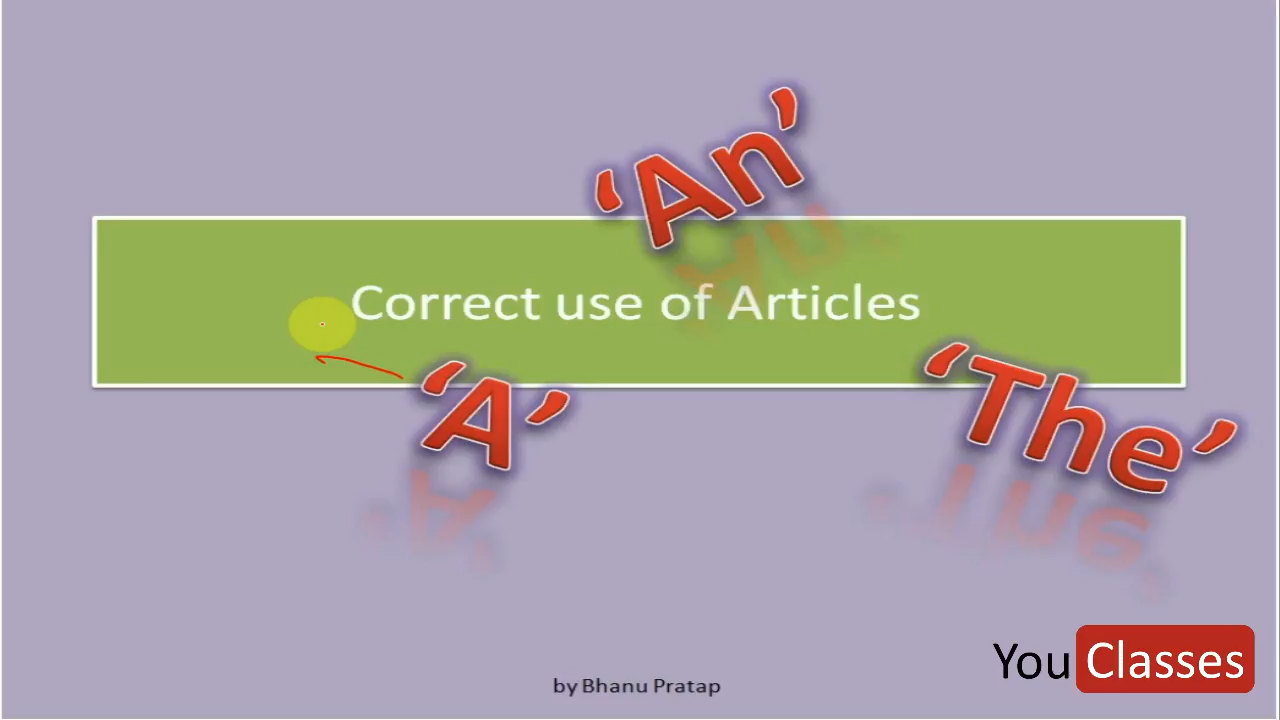 ‘An’
Correct use of Articles
‘A’
‘The’
You Classes
by Bhanu Pratap